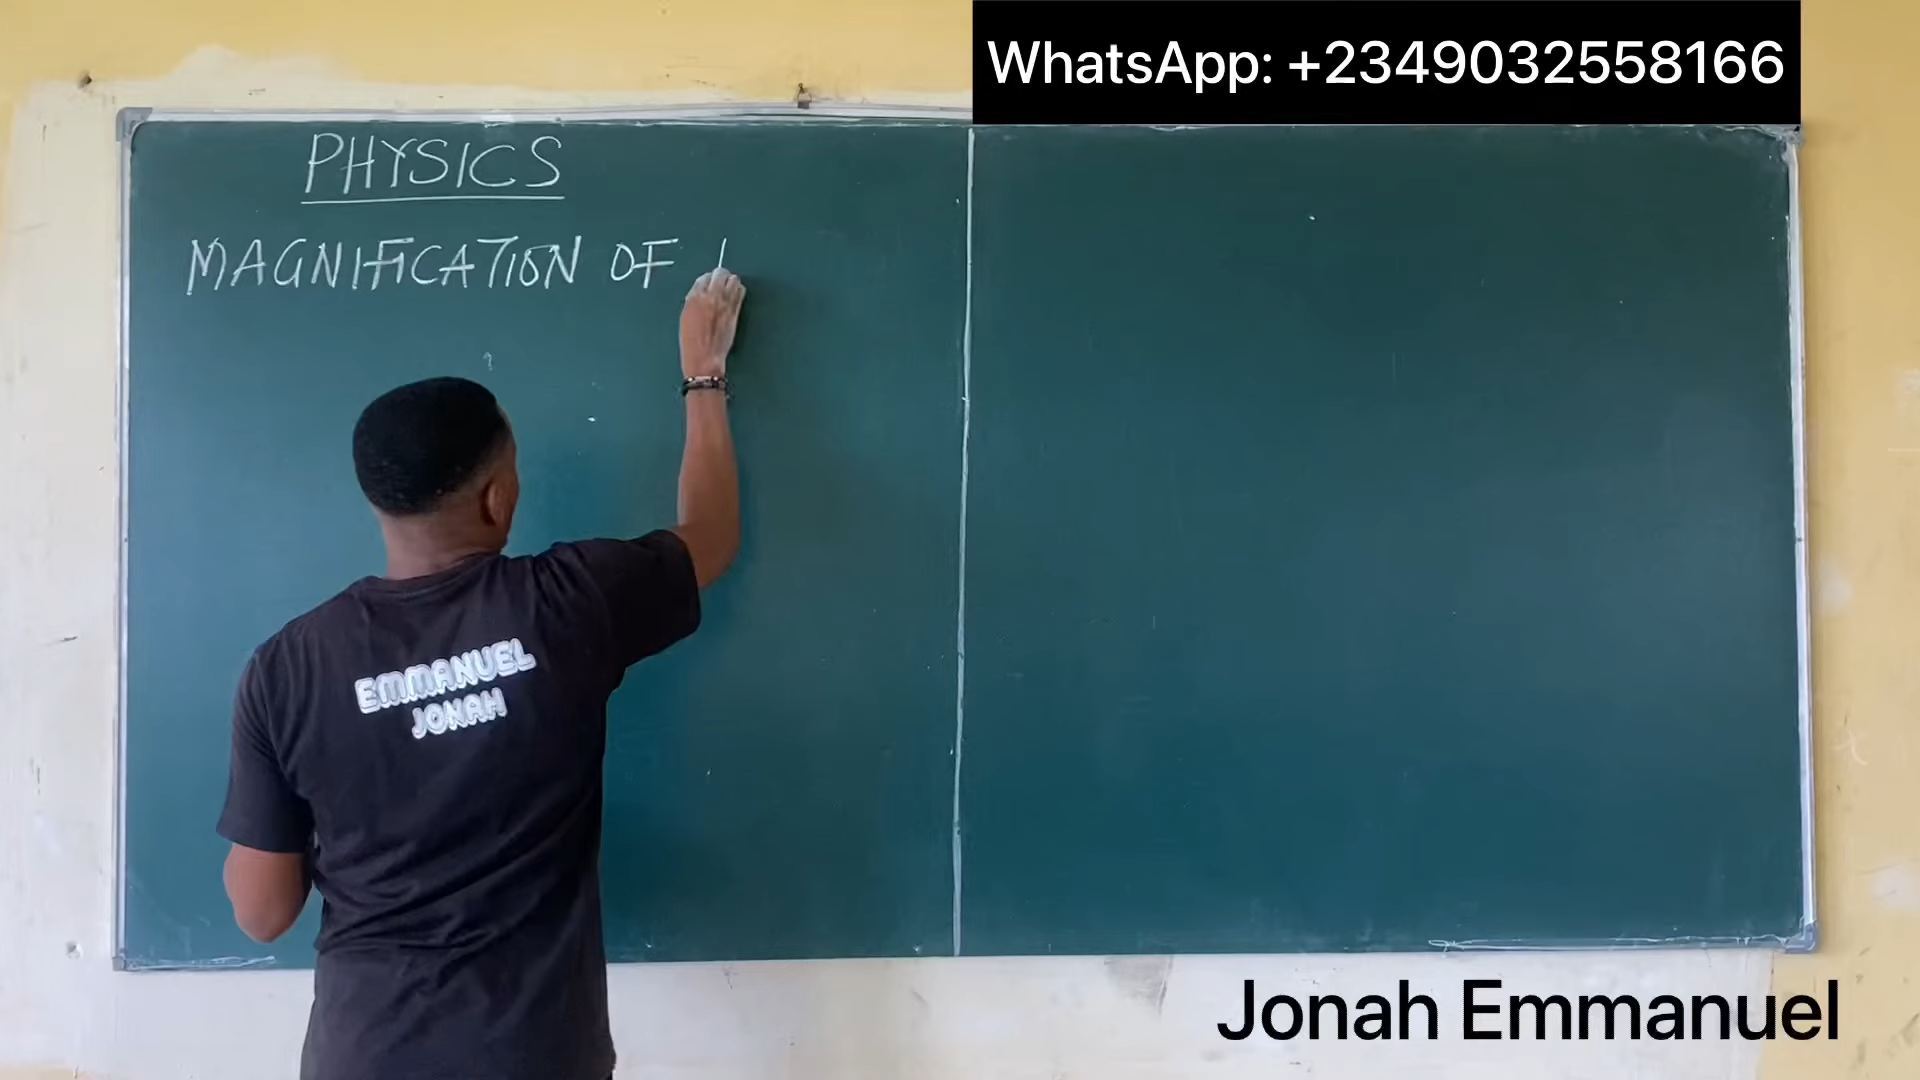 WhatsApp: +2349032558166
PHYSICS
MAGNIFICATION OF
EMMANUEL
JONAH
Jonah Emmanuel